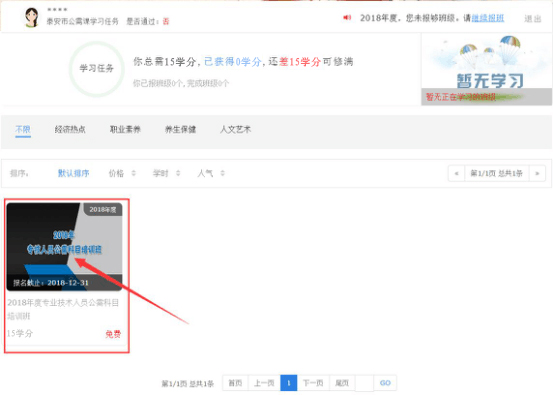 ****
泰安市公需课学习任务 是否通过：否
2018年度、您未报够班级。请继续报班 退出
学习任务
你总需15学分，已获得0学分，还差15学分可修满
你已报班级0个，完成班级0个
暂无学习
暂无正在学习的班级
不限 经济热点 职业素养 养生保健 人文艺术
排序： 默认排序 价格 学时 人气
« 第1/1页 总共1条 »
2018年度
2018年
专技人员公需科目培训班
报名截止：2018-12-31
2018年度专业技术人员公需科目
培训班
15学分 免费
第1/1页 总共1条 首页 上一页 1 下一页 尾页 GO